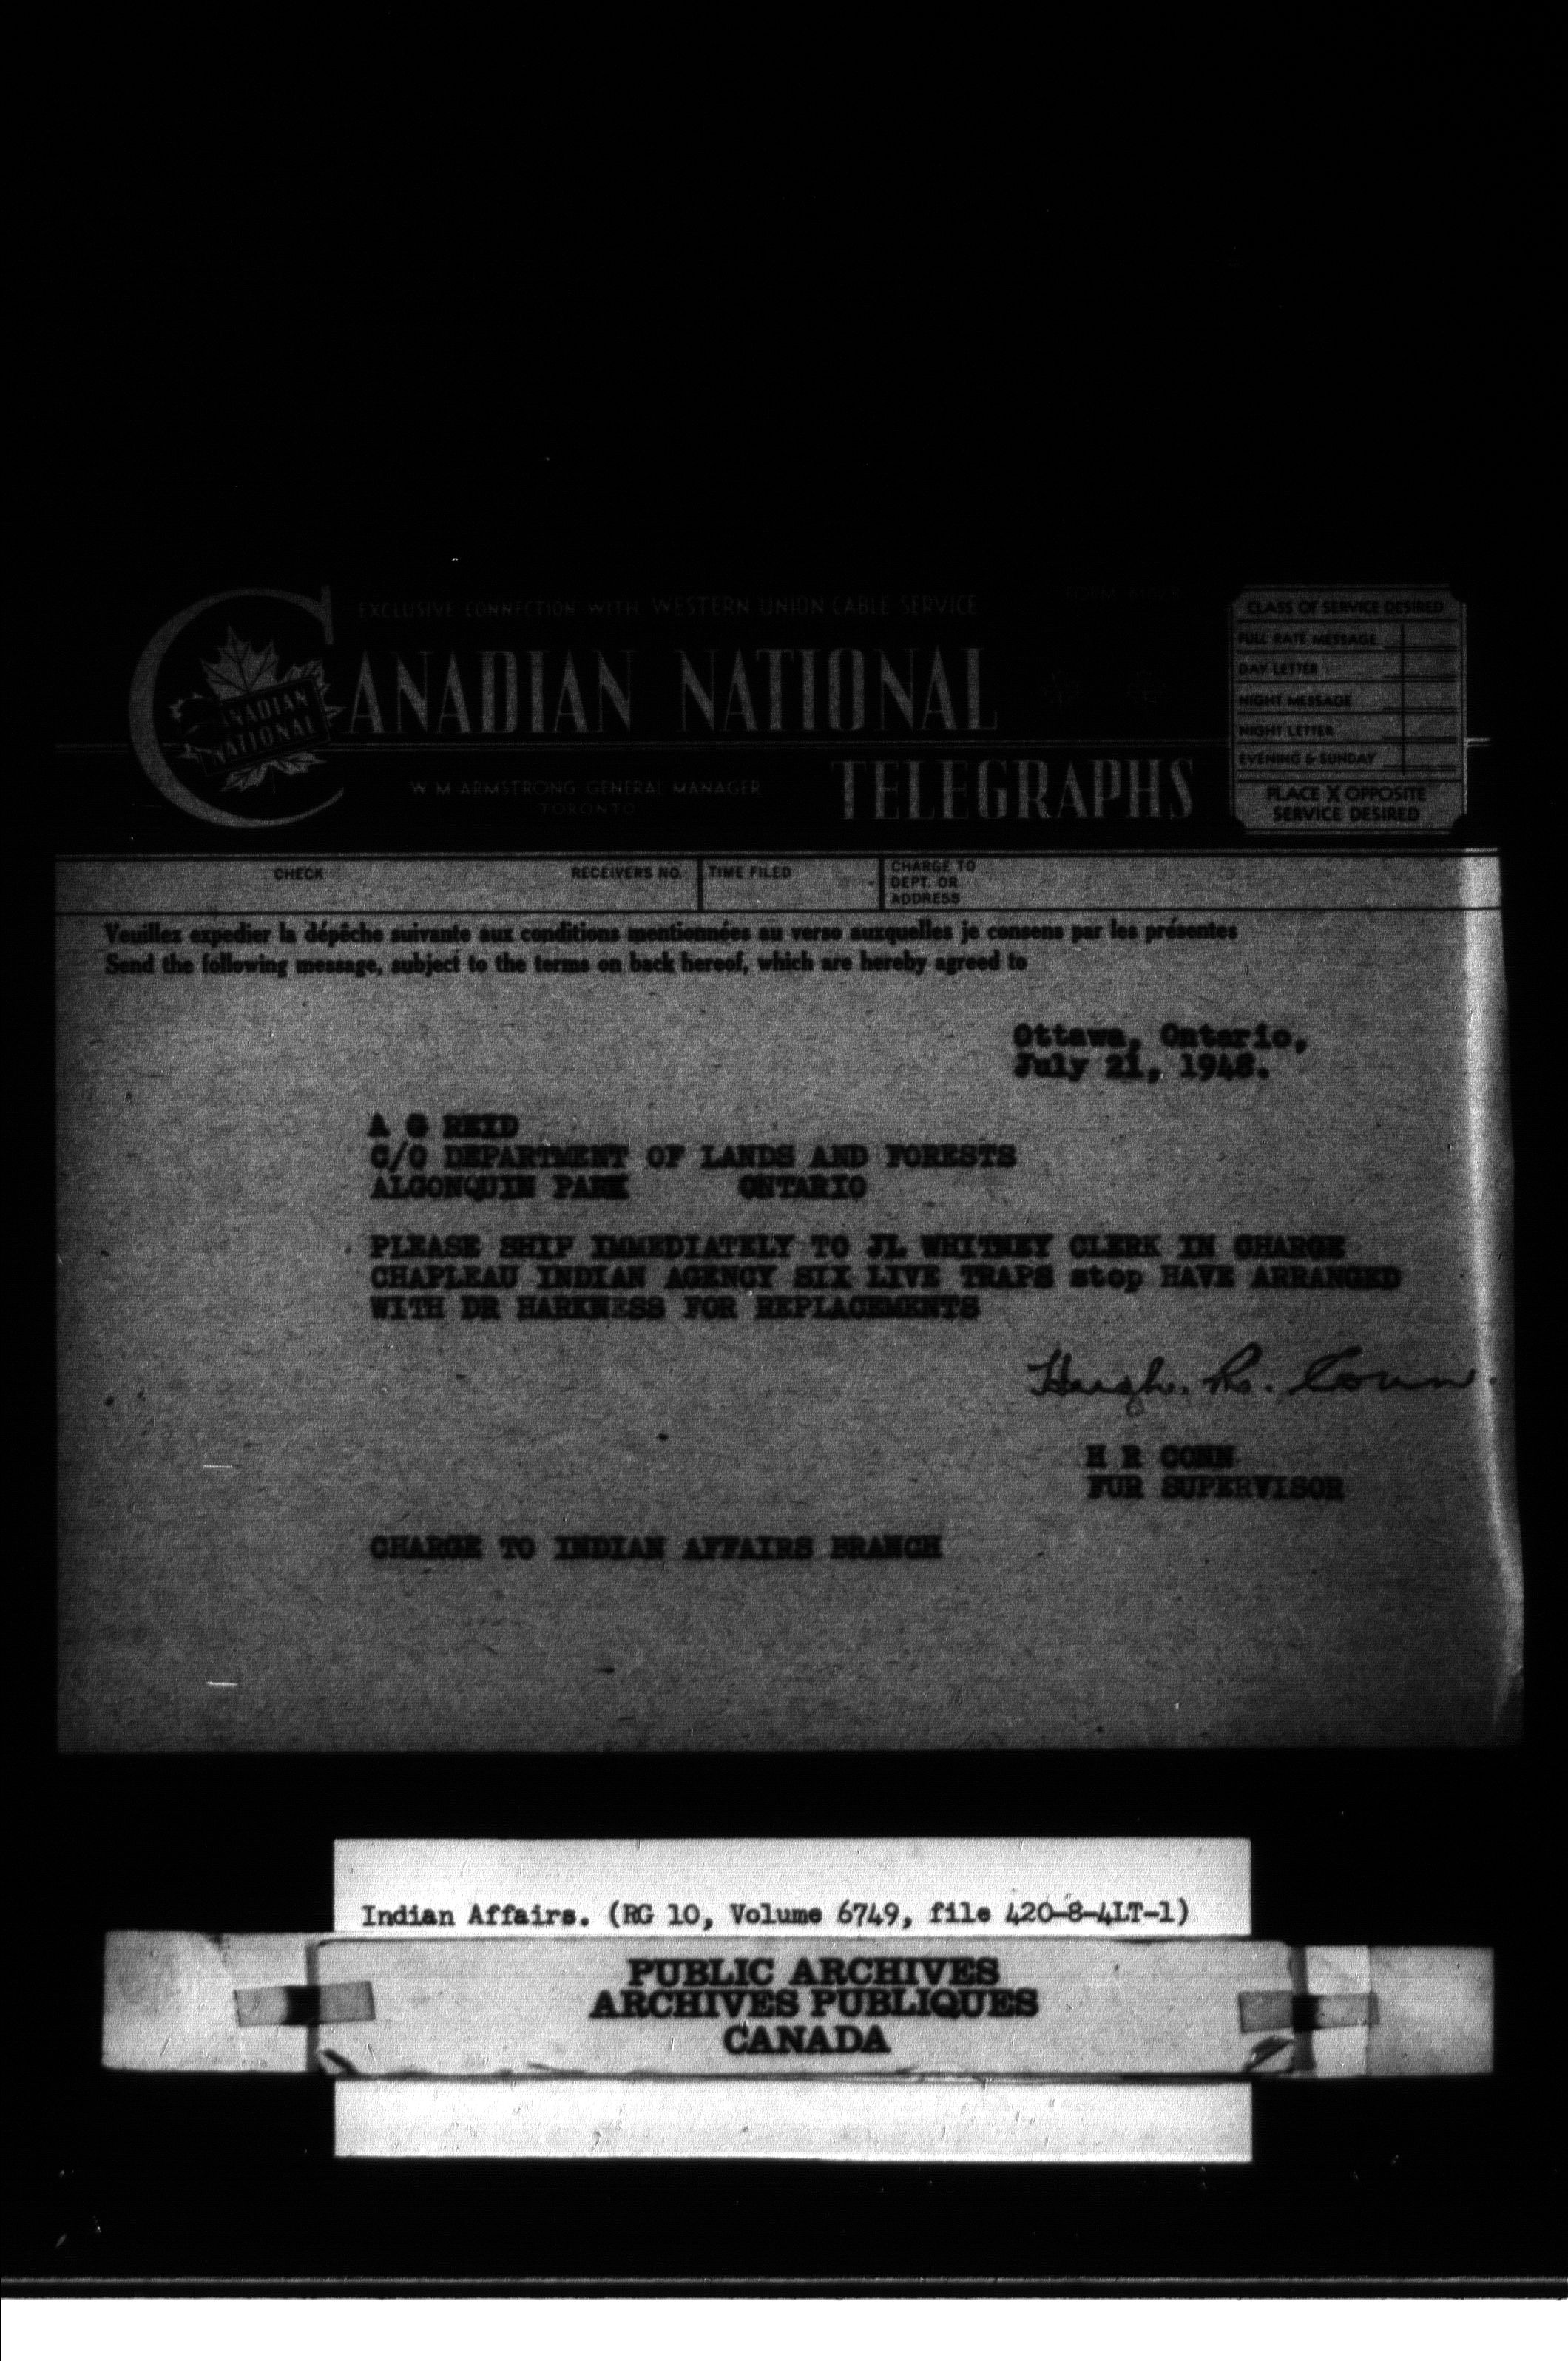 EXCLUSIVE CONNECTION WITH WESTERN UNION CABLE SERVICE
CANADIAN NATIONAL
CANADIAN
NATIONAL
TELEGRAPHS
W M ARMSTRONG GENERAL MANAGER
TORONTO
CLASS OF SERVICE DESIRED
FULL RATE MESSAGE
DAY LETTER
NIGHT MESSAGE
NIGHT LETTER
EVENING & SUNDAY
PLACE X OPPOSITE
SERVICE DESIRED
CHECK RECEIVERS NO. TIME FILED CHARGE TO
DEPT. OR
ADDRESS
Veuillez expedier la dépêche suivante aux conditions mentionnées au verso auxquelles je consens par les présentes
Send the following message, subject to the terms on back hereof, which are hereby agreed to
Ottawa, Ontario,
July 21, 1948.
A G REID
C/O DEPARTMENT OF LANDS AND FORESTS
ALGONQUIN PARK ONTARIO
PLEASE SHIP IMMEDIATELY TO JL WHITNEY CLERK IN CHARGE
CHAPLEAU INDIAN AGENCY SIX LIVE TRAPS stop HAVE ARRANGED
WITH DR HARKNESS FOR REPLACEMENTS
Hugh. R. Conn.
H R CONN
FUR SUPERVISOR
CHARGE TO INDIAN AFFAIRS BRANCH
Indian Affairs. (RG 10, Volume 6749, file 420-8-4LT-1)
PUBLIC ARCHIVES
ARCHIVES PUBLIQUES
CANADA